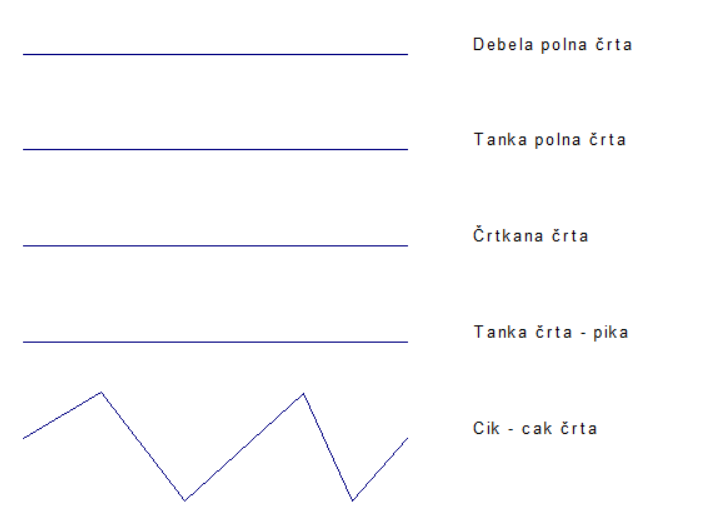 Debela polna črta
Tanka polna črta
Črtkana črta
Tanka črta - pika
Cik - cak črta